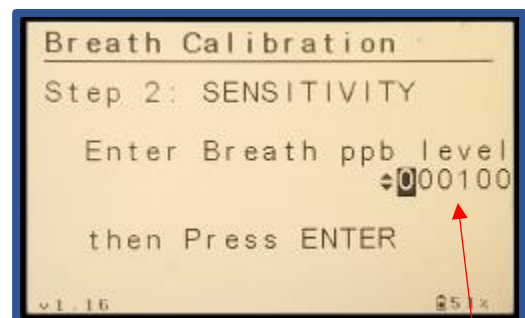 Breath Calibration
Step 2: SENSITIVITY
Enter Breath ppb level
000100
then Press ENTER
v1.16 51%